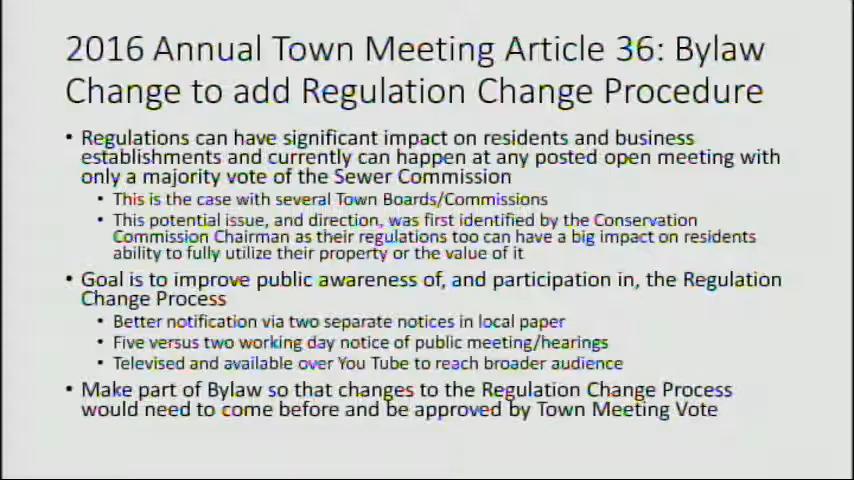 2016 Annual Town Meeting Article 36: Bylaw
Change to add Regulation Change Procedure
• Regulations can have significant impact on residents and business
establishments and currently can happen at any posted open meeting with
only a majority vote of the Sewer Commission
• This is the case with several Town Boards/Commissions
• This potential issue, and direction, was first identified by the Conservation
Commission Chairman as their regulations too can have a big impact on residents
ability to fully utilize their property or the value of it
• Goal is to improve public awareness of, and participation in, the Regulation
Change Process
• Better notification via two separate notices in local paper
• Five versus two working day notice of public meeting/hearings
• Televised and available over You Tube to reach broader audience
• Make part of Bylaw so that changes to the Regulation Change Process
would need to come before and be approved by Town Meeting Vote